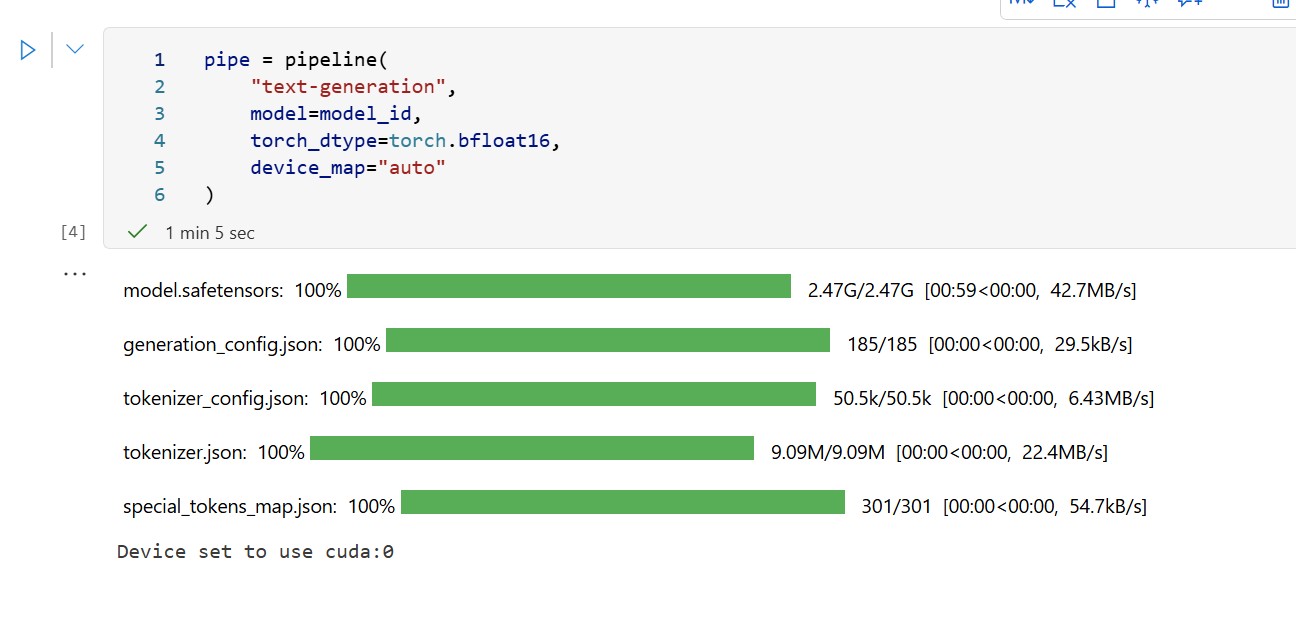 1 pipe = pipeline(
2 "text-generation",
3 model=model_id,
4 torch_dtype=torch.bfloat16,
5 device_map="auto"
6 )
[4] 1 min 5 sec
...
model.safetensors: 100% 2.47G/2.47G [00:59<00:00, 42.7MB/s]
generation_config.json: 100% 185/185 [00:00<00:00, 29.5kB/s]
tokenizer_config.json: 100% 50.5k/50.5k [00:00<00:00, 6.43MB/s]
tokenizer.json: 100% 9.09M/9.09M [00:00<00:00, 22.4MB/s]
special_tokens_map.json: 100% 301/301 [00:00<00:00, 54.7kB/s]
Device set to use cuda:0